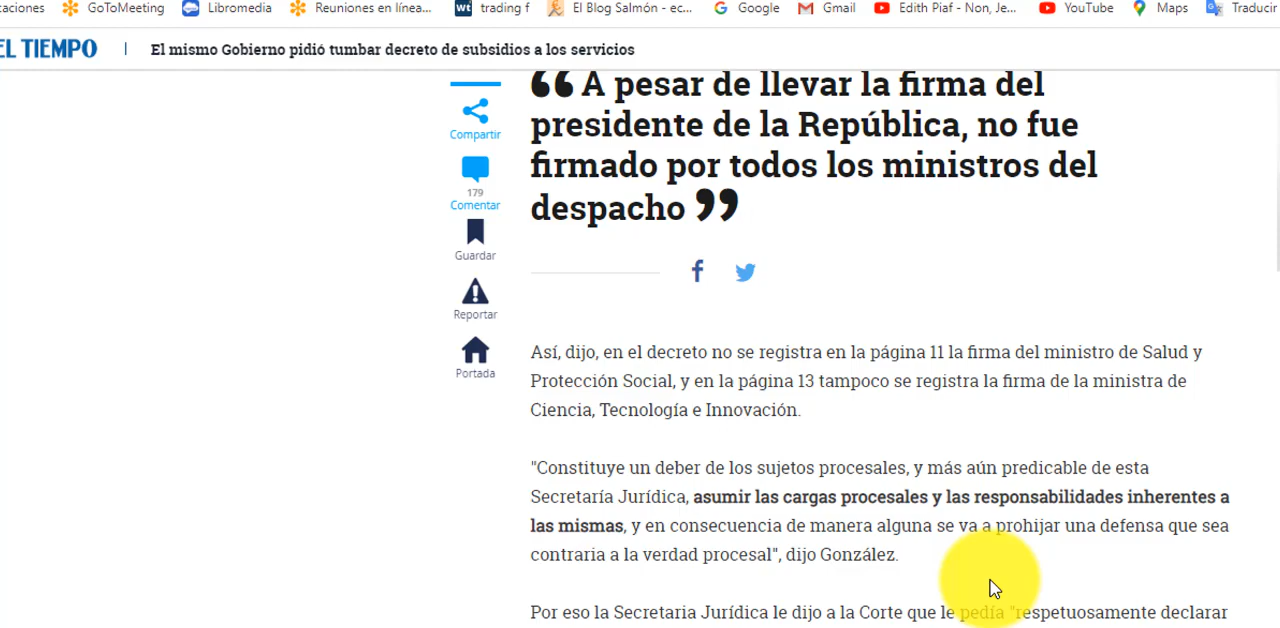 caciones GoToMeeting Libromedia Reuniones en línea... trading f El Blog Salmón - ec... Google Gmail Edith Piaf - Non, Je... YouTube Maps Traducir
EL TIEMPO | El mismo Gobierno pidió tumbar decreto de subsidios a los servicios
“ A pesar de llevar la firma del
presidente de la República, no fue
firmado por todos los ministros del
despacho ”
Compartir
179
Comentar
Guardar
Reportar
Portada
Así, dijo, en el decreto no se registra en la página 11 la firma del ministro de Salud y
Protección Social, y en la página 13 tampoco se registra la firma de la ministra de
Ciencia, Tecnología e Innovación.
"Constituye un deber de los sujetos procesales, y más aún predicable de esta
Secretaría Jurídica, asumir las cargas procesales y las responsabilidades inherentes a
las mismas, y en consecuencia de manera alguna se va a prohijar una defensa que sea
contraria a la verdad procesal", dijo González.
Por eso la Secretaria Jurídica le dijo a la Corte que le pedía "respetuosamente declarar